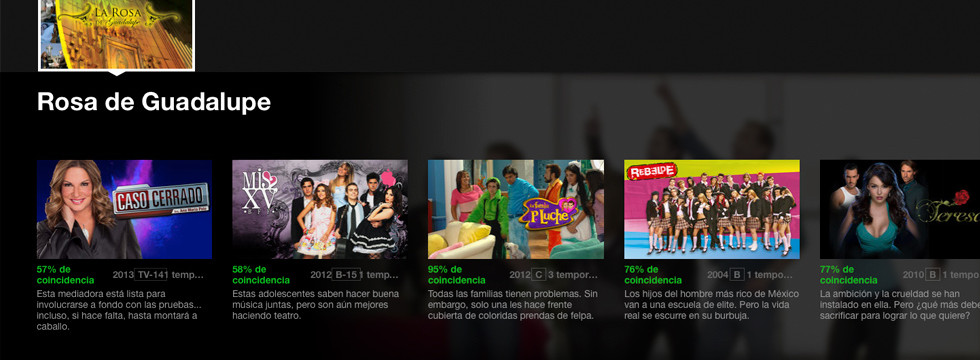 LA ROSA
de Guadalupe
Rosa de Guadalupe
CASO CERRADO
MiS
XV
la familia
P. Luche
REBELDE
Teresa
57% de
coincidencia
2013 TV-14 1 temp...
Esta mediadora está lista para
involucrarse a fondo con las pruebas...
incluso, si hace falta, hasta montará a
caballo.
58% de
coincidencia
2012 B-15 1 temp...
Estas adolescentes saben hacer buena
música juntas, pero son aún mejores
haciendo teatro.
95% de
coincidencia
2012 C 3 tempor...
Todas las familias tienen problemas. Sin
embargo, solo una les hace frente
cubierta de coloridas prendas de felpa.
76% de
coincidencia
2004 B 1 tempo...
Los hijos del hombre más rico de México
van a una escuela de elite. Pero la vida
real se escurre en su burbuja.
77% de
coincidencia
2010 B 1 tempo
La ambición y la crueldad se han
instalado en ella. Pero ¿qué más debe
sacrificar para lograr lo que quiere?